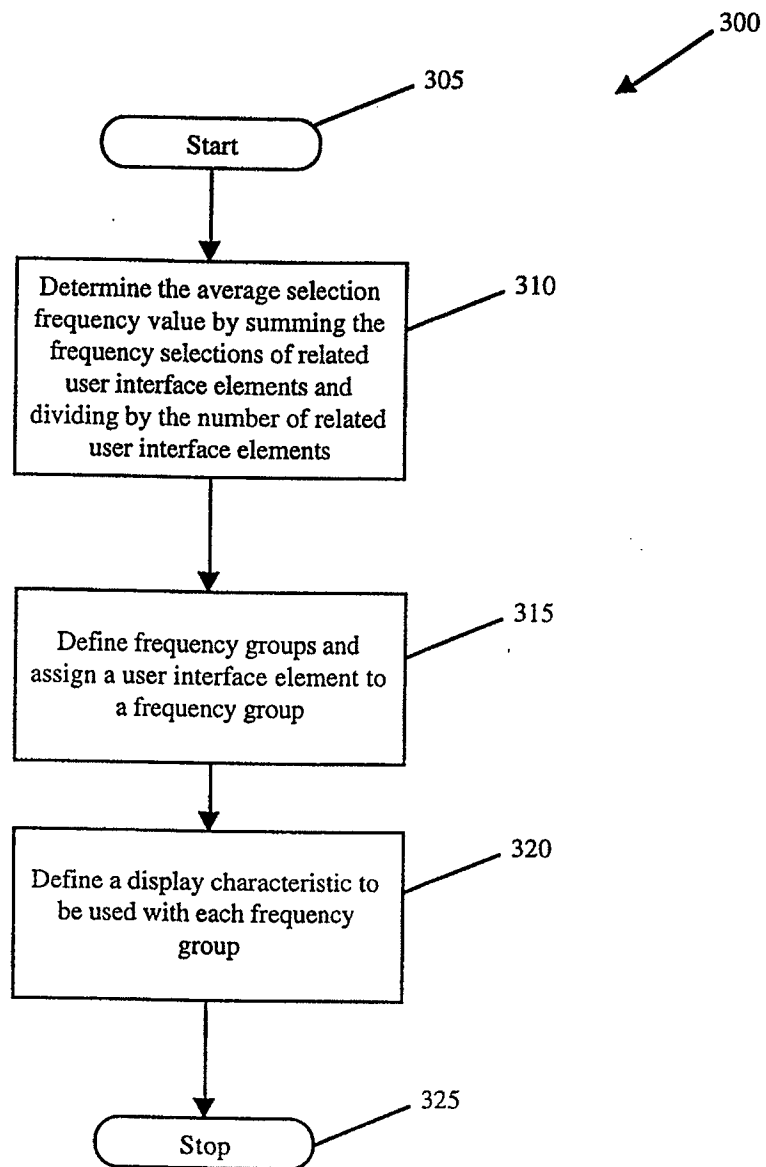 300
305
Start
Determine the average selection
frequency value by summing the
frequency selections of related
user interface elements and
dividing by the number of related
user interface elements
310
Define frequency groups and
assign a user interface element to
a frequency group
315
Define a display characteristic to
be used with each frequency
group
320
Stop
325